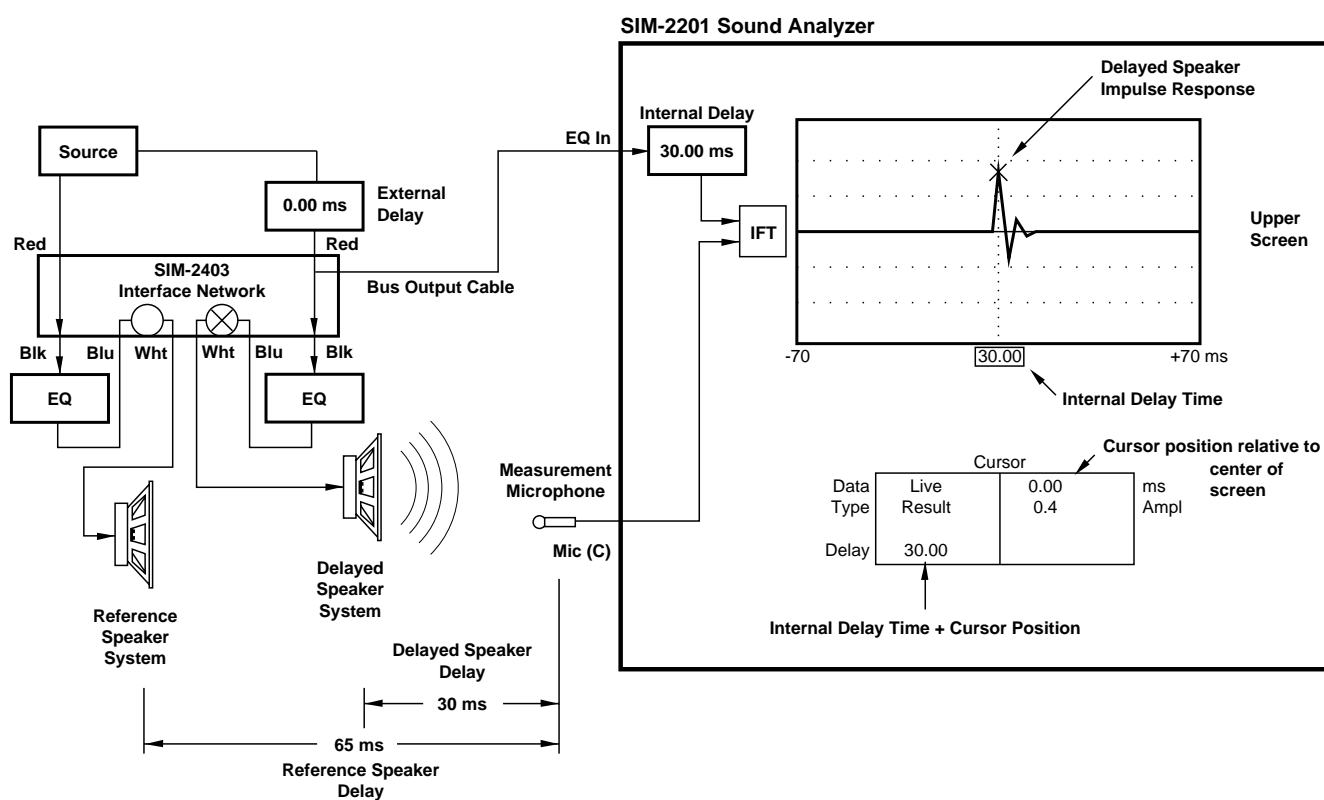 SIM-2201 Sound Analyzer
Delayed Speaker
Impulse Response
Internal Delay
EQ In
30.00 ms
Source
External
Delay
0.00 ms
IFT
Upper
Screen
Red
Red
SIM-2403
Interface Network
Bus Output Cable
Blk
Blu
Wht
Wht
Blu
Blk
-70
30.00
+70 ms
EQ
EQ
Internal Delay Time
Measurement
Microphone
Mic (C)
Cursor position relative to
center of
screen
Cursor
Data
Live
0.00
ms
Type
Result
0.4
Ampl
Delay
30.00
Internal Delay Time + Cursor Position
Delayed
Speaker
System
Reference
Speaker
System
Delayed Speaker
Delay
30 ms
65 ms
Reference Speaker
Delay